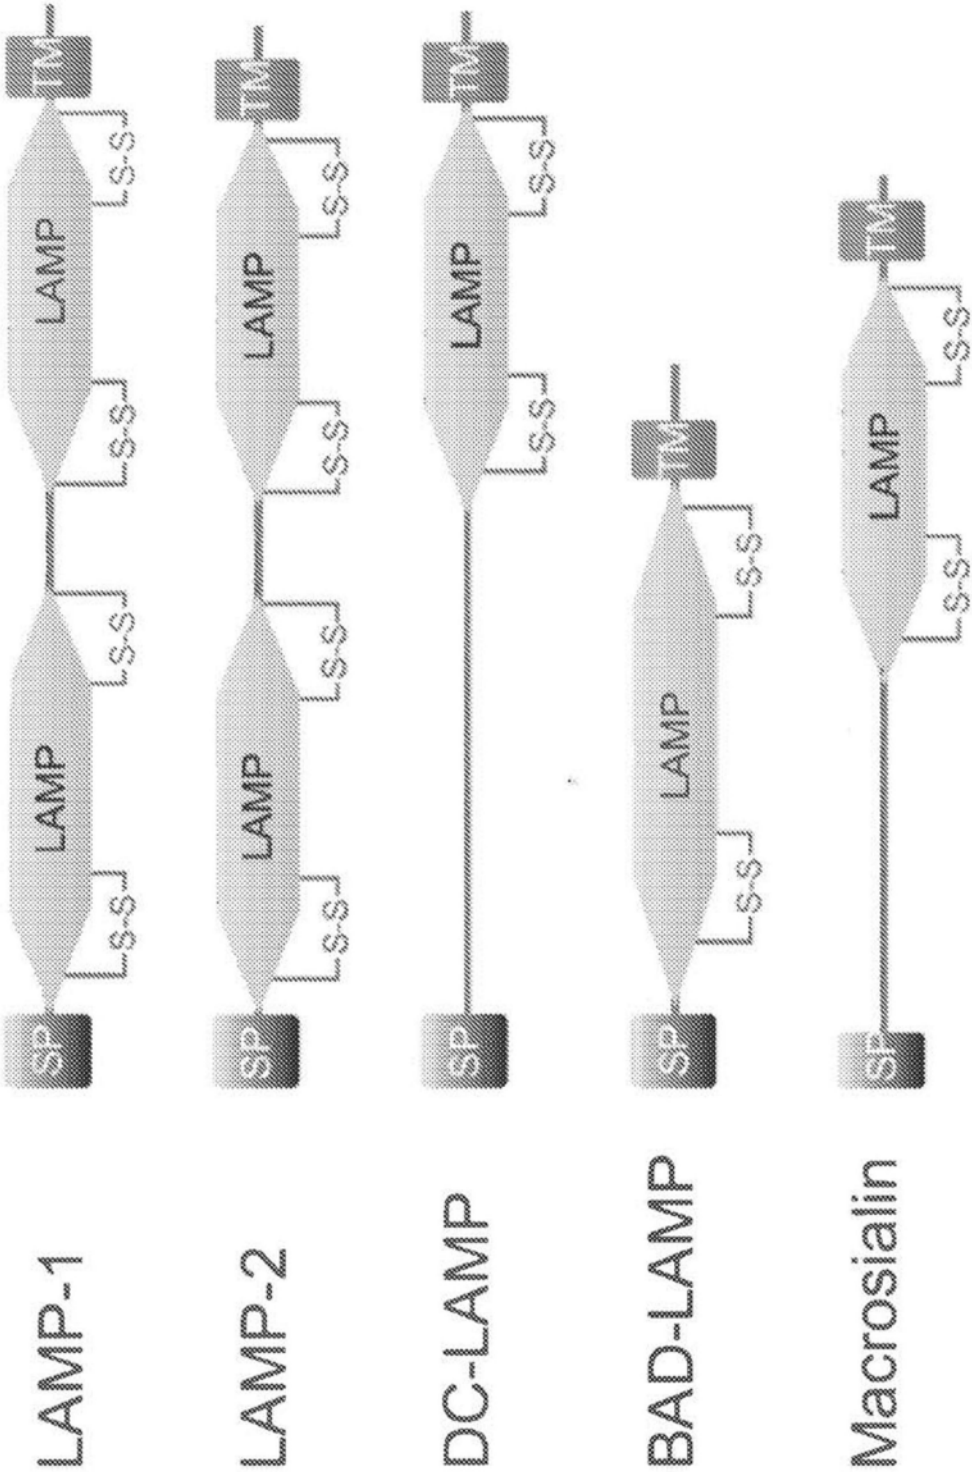 LAMP-1 SP LAMP S-S S-S LAMP S-S S-S TM
LAMP-2 SP LAMP S-S S-S LAMP S-S S-S TM
DC-LAMP SP LAMP S-S S-S TM
BAD-LAMP SP LAMP S-S S-S TM
Macrosialin SP LAMP S-S S-S TM